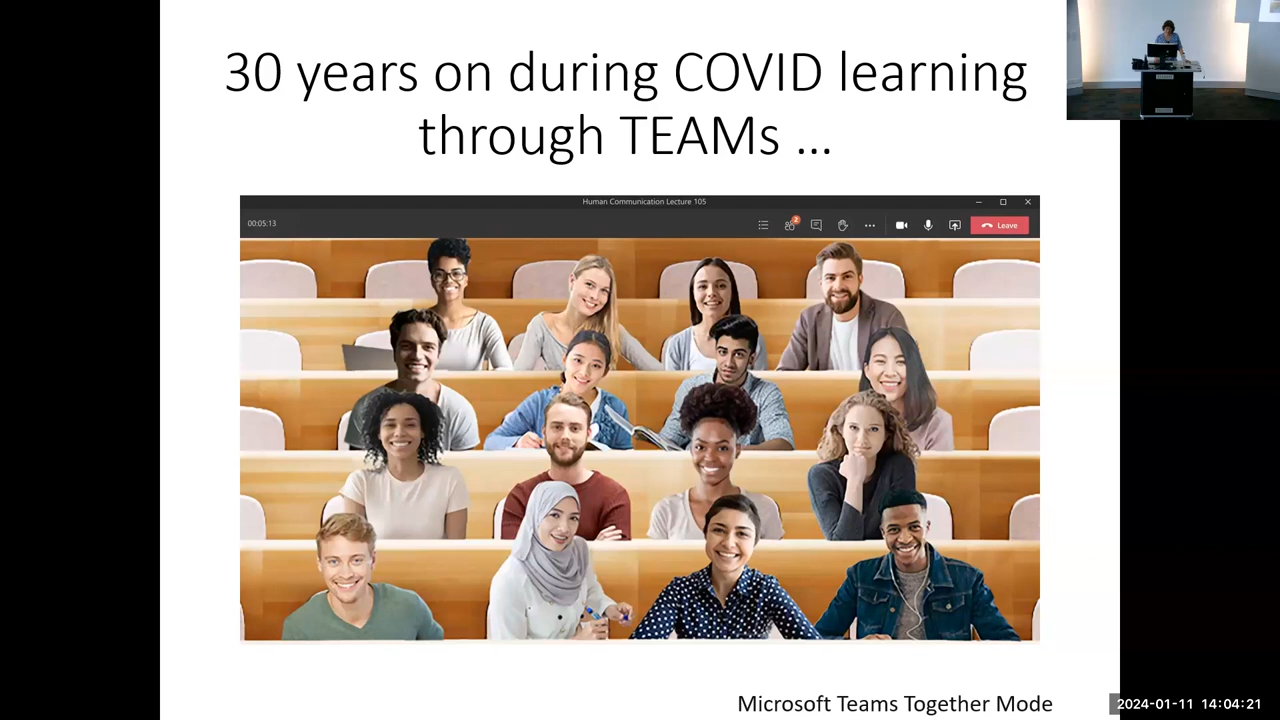 30 years on during COVID learning
through TEAMs ...
Human Communication Lecture 105
00:05:13
2
Leave
Microsoft Teams Together Mode
2024-01-11 14:04:21